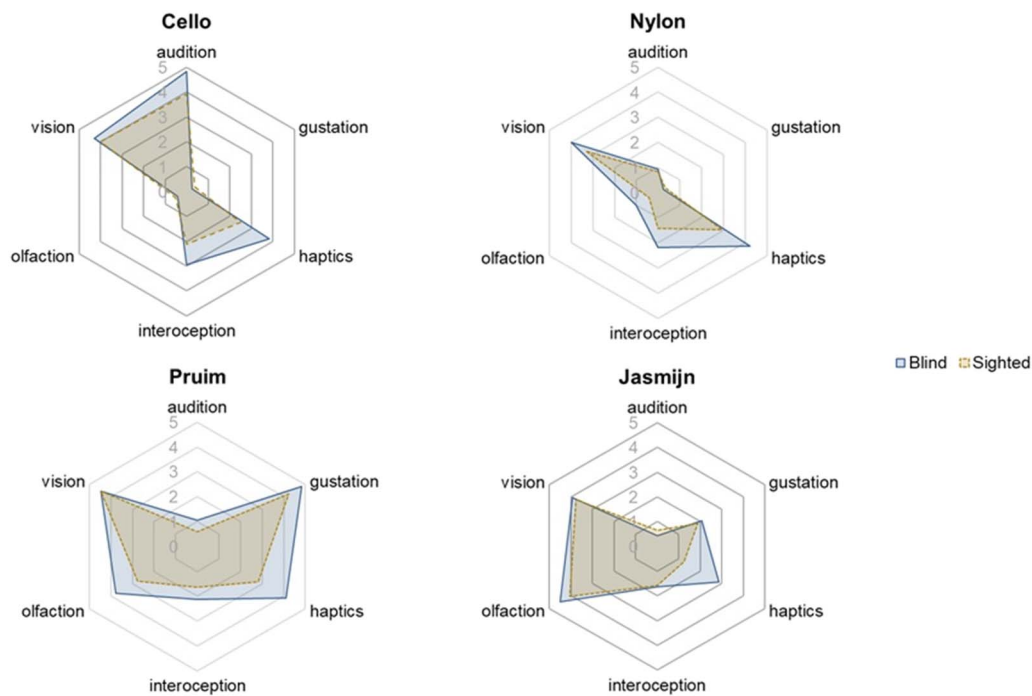 Cello
audition
5
4
3
2
1
0
vision
gustation
olfaction
haptics
interoception
Nylon
audition
5
4
3
2
1
0
vision
gustation
olfaction
haptics
interoception
Blind Sighted
Pruim
audition
5
4
3
2
1
0
vision
gustation
olfaction
haptics
interoception
Jasmijn
audition
5
4
3
2
1
0
vision
gustation
olfaction
haptics
interoception